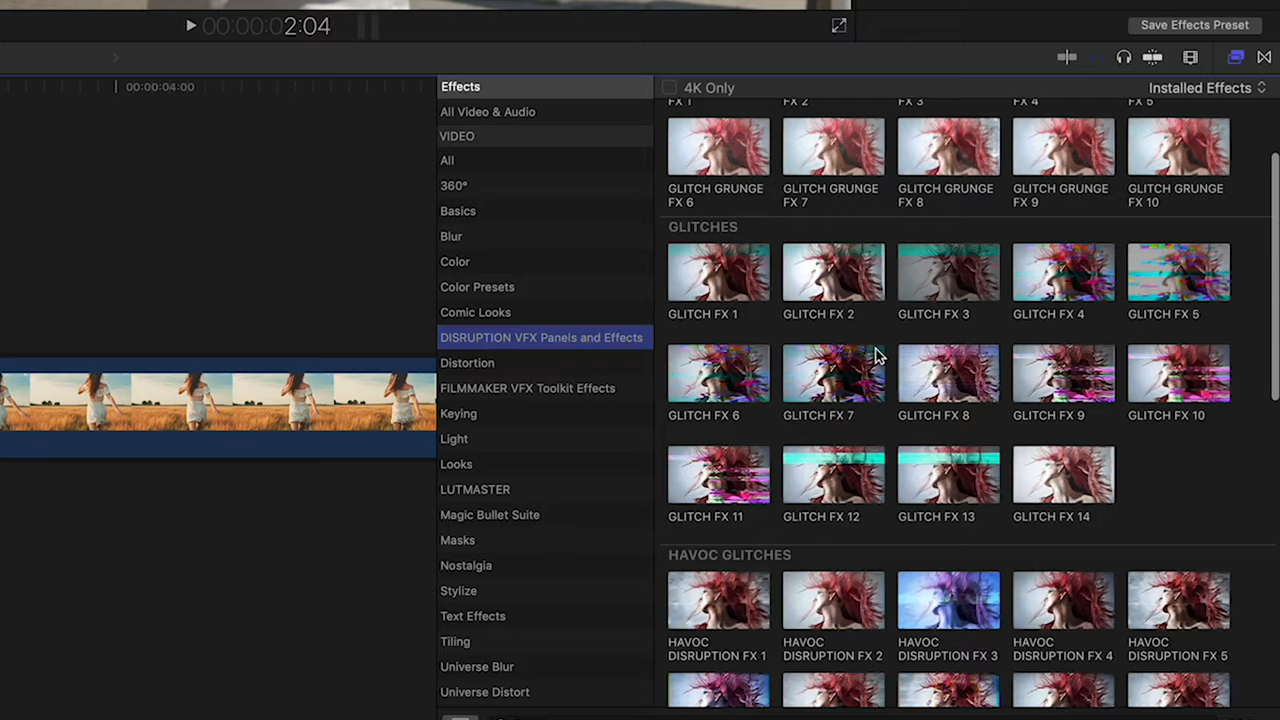 00:00:02:04
Save Effects Preset
00:00:04:00
Effects
4K Only
Installed Effects
All Video & Audio
VIDEO
All
360°
Basics
Blur
Color
Color Presets
Comic Looks
DISRUPTION VFX Panels and Effects
Distortion
FILMMAKER VFX Toolkit Effects
Keying
Light
Looks
LUTMASTER
Magic Bullet Suite
Masks
Nostalgia
Stylize
Text Effects
Tiling
Universe Blur
Universe Distort
FX 1
FX 2
FX 3
FX 4
FX 5
GLITCH GRUNGE
FX 6
GLITCH GRUNGE
FX 7
GLITCH GRUNGE
FX 8
GLITCH GRUNGE
FX 9
GLITCH GRUNGE
FX 10
GLITCHES
GLITCH FX 1
GLITCH FX 2
GLITCH FX 3
GLITCH FX 4
GLITCH FX 5
GLITCH FX 6
GLITCH FX 7
GLITCH FX 8
GLITCH FX 9
GLITCH FX 10
GLITCH FX 11
GLITCH FX 12
GLITCH FX 13
GLITCH FX 14
HAVOC GLITCHES
HAVOC
DISRUPTION FX 1
HAVOC
DISRUPTION FX 2
HAVOC
DISRUPTION FX 3
HAVOC
DISRUPTION FX 4
HAVOC
DISRUPTION FX 5